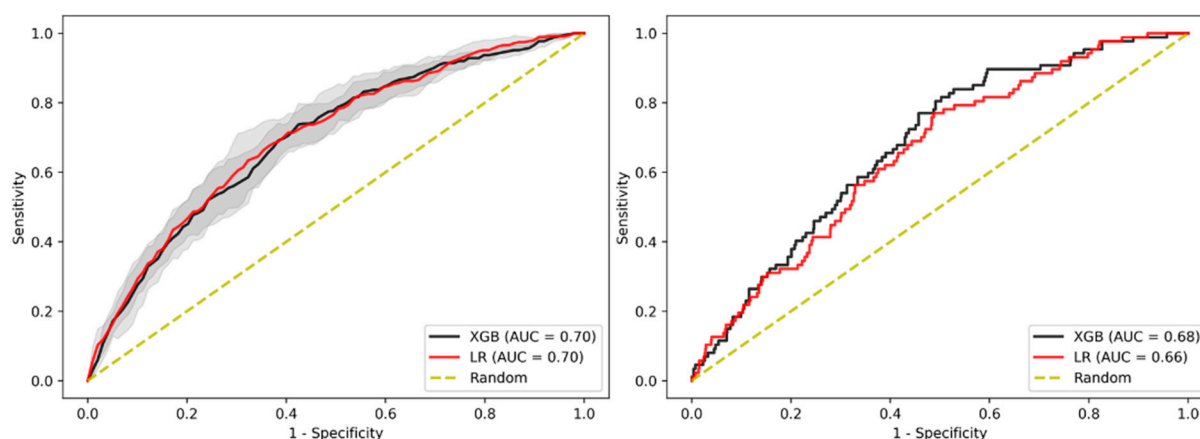 1.0
0.8
0.6
0.4
0.2
0.0
Sensitivity
XGB (AUC = 0.70)
LR (AUC = 0.70)
Random
0.0 0.2 0.4 0.6 0.8 1.0
1 - Specificity
1.0
0.8
0.6
0.4
0.2
0.0
Sensitivity
XGB (AUC = 0.68)
LR (AUC = 0.66)
Random
0.0 0.2 0.4 0.6 0.8 1.0
1 - Specificity